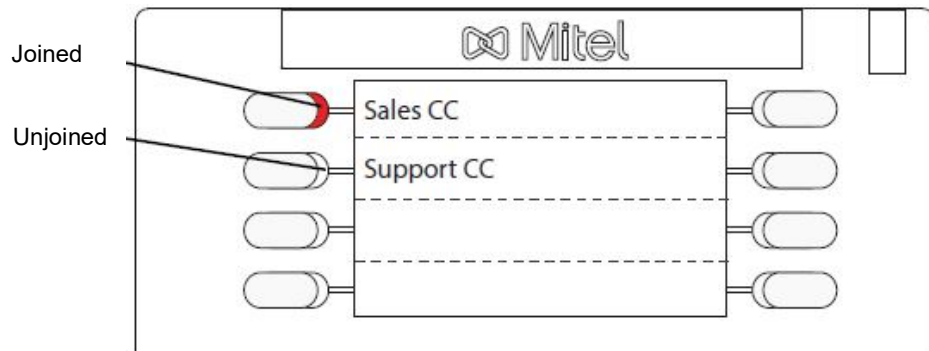 Mitel
Joined
Sales CC
Unjoined
Support CC